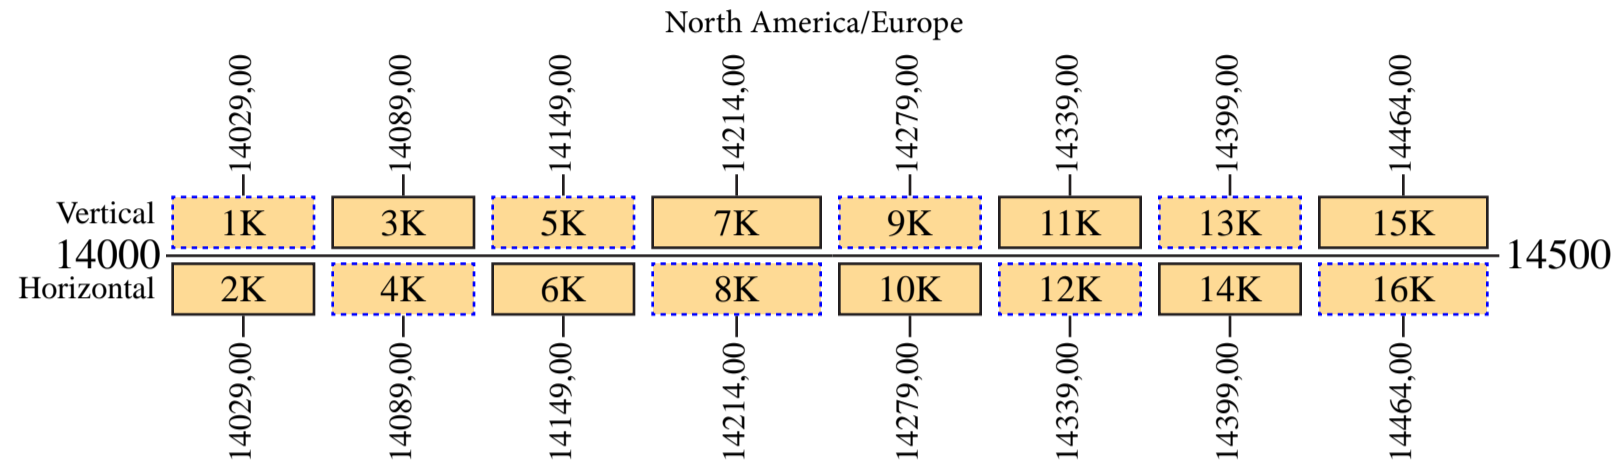 North America/Europe
14029,00 14089,00 14149,00 14214,00 14279,00 14339,00 14399,00 14464,00
Vertical 1K 3K 5K 7K 9K 11K 13K 15K
14000 14500
Horizontal 2K 4K 6K 8K 10K 12K 14K 16K
14029,00 14089,00 14149,00 14214,00 14279,00 14339,00 14399,00 14464,00